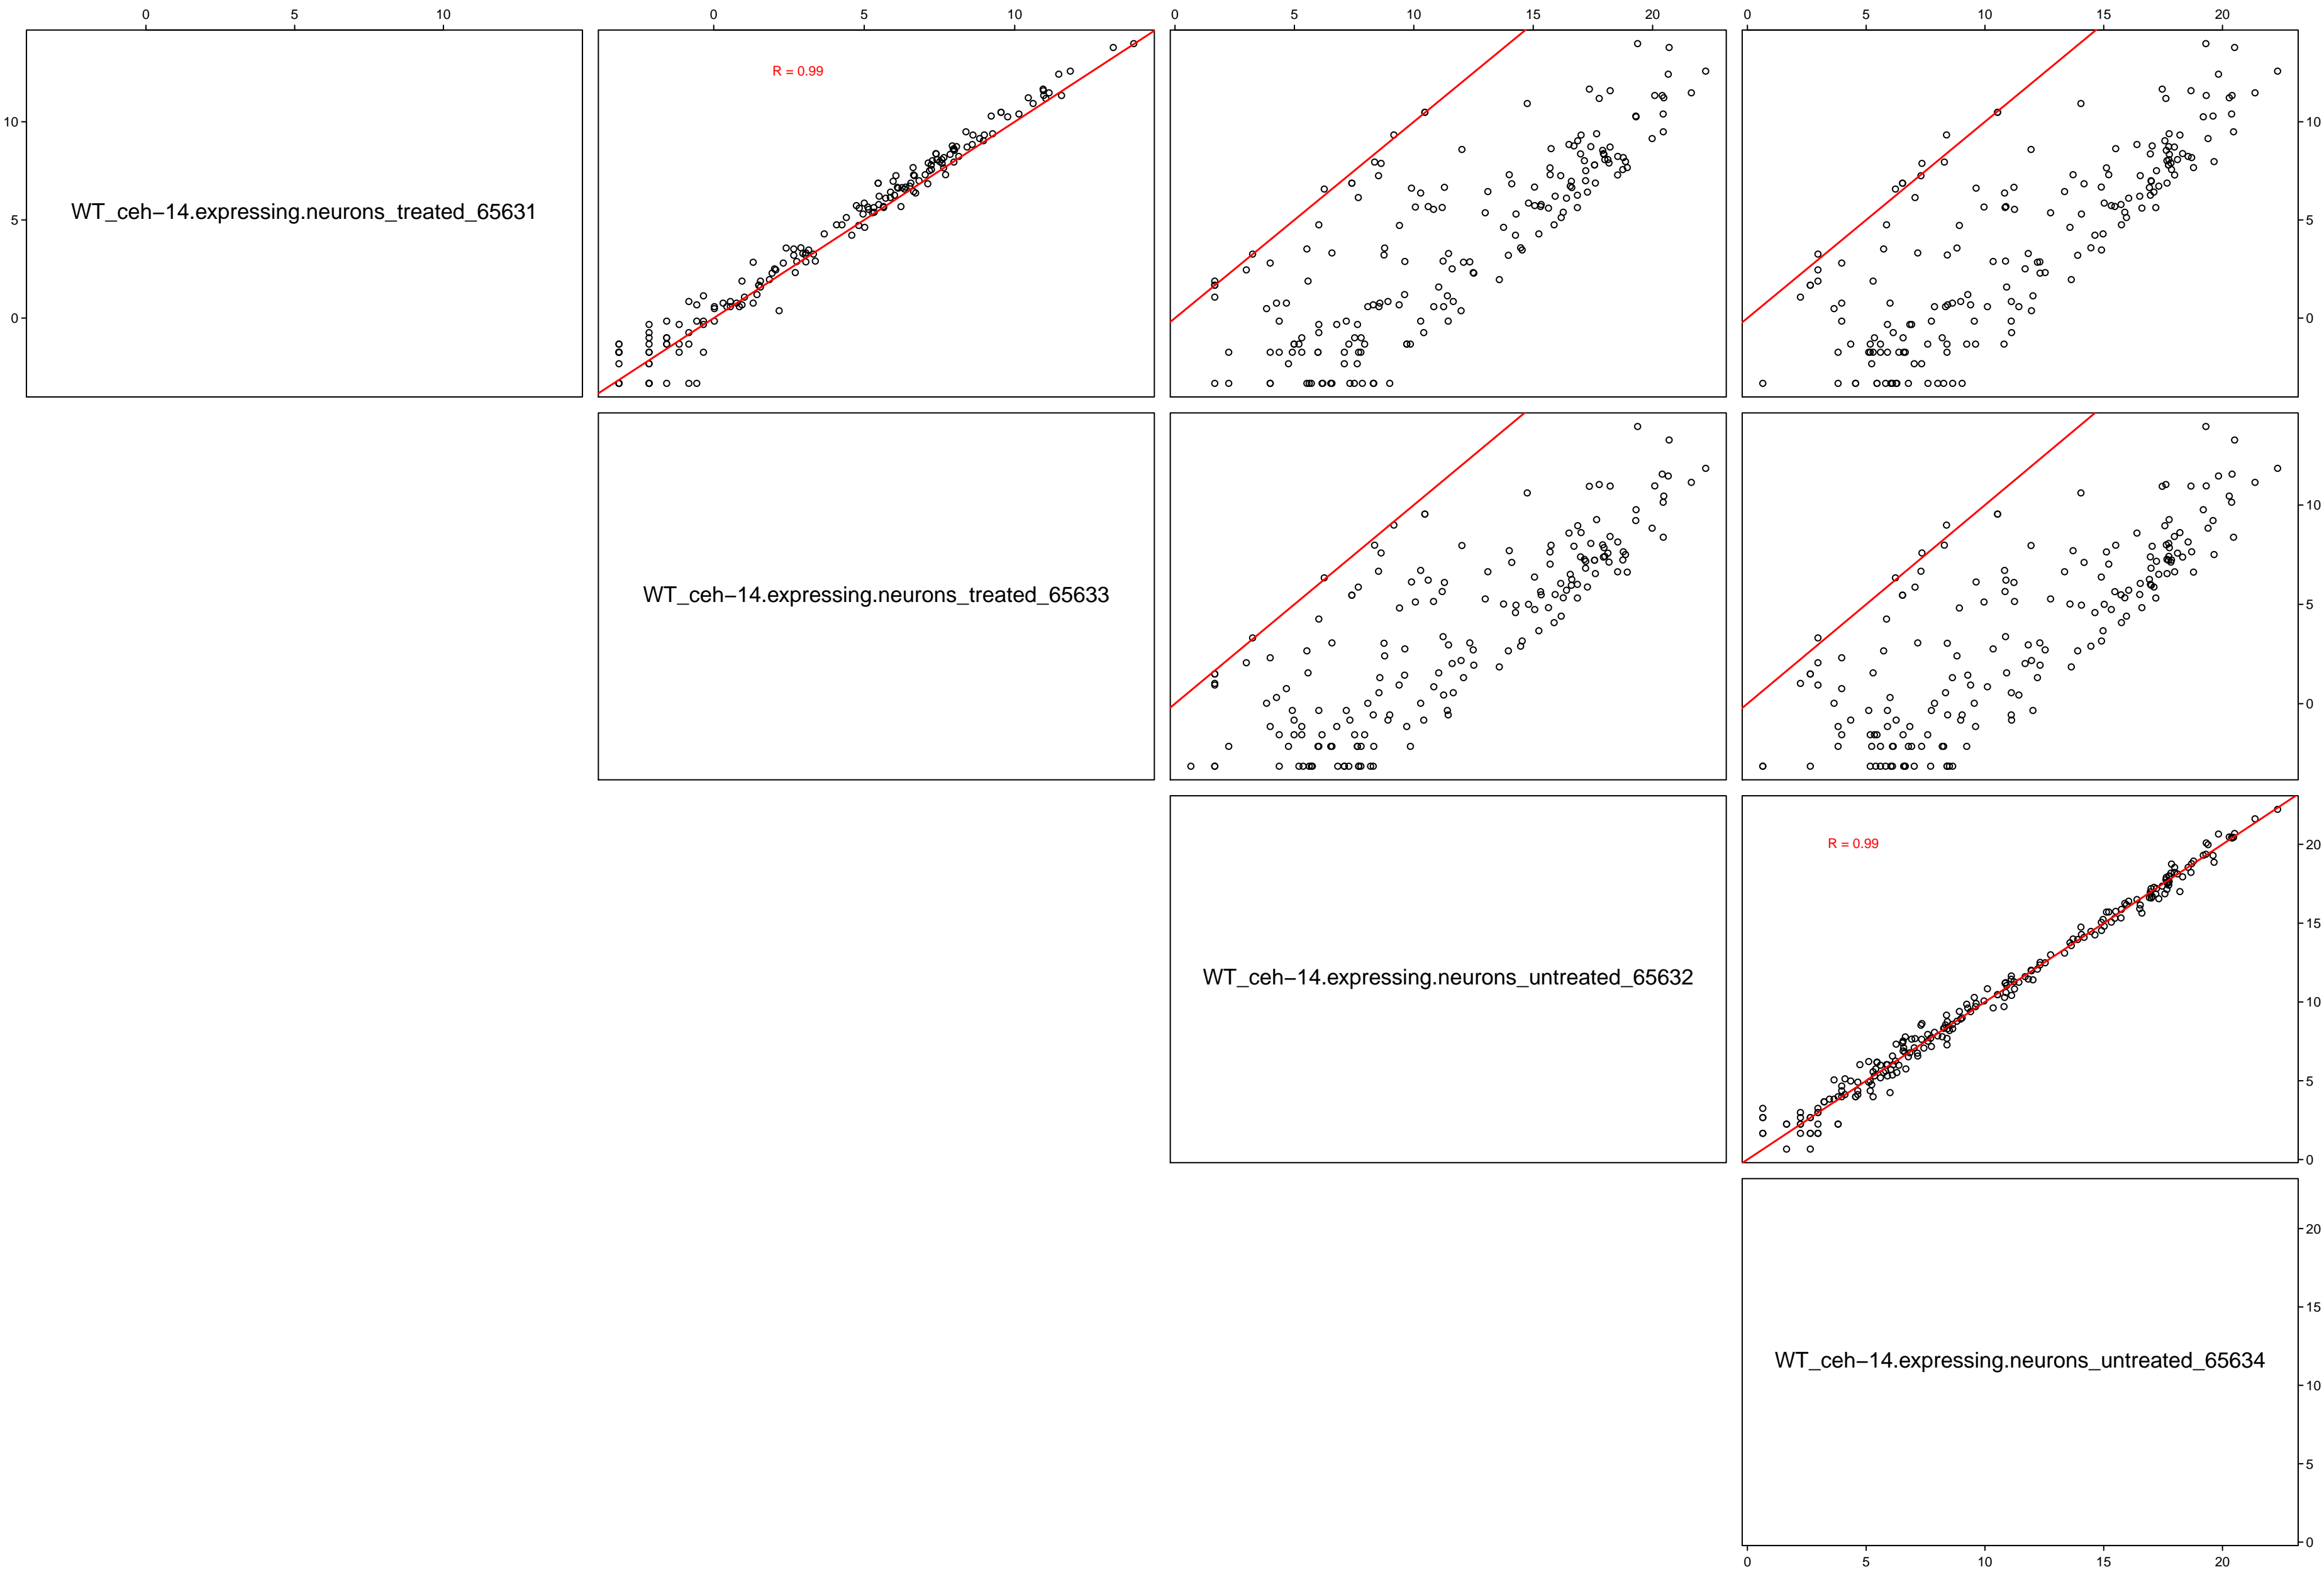 0 5 10 0 5 10 0 5 10 15 20 0 5 10 15 20
10
5
0
WT_ceh−14.expressing.neurons_treated_65631
R = 0.99
10
5
0
WT_ceh−14.expressing.neurons_treated_65633
10
5
0
WT_ceh−14.expressing.neurons_untreated_65632
R = 0.99
20
15
10
5
0
WT_ceh−14.expressing.neurons_untreated_65634
20
15
10
5
0
0 5 10 15 20